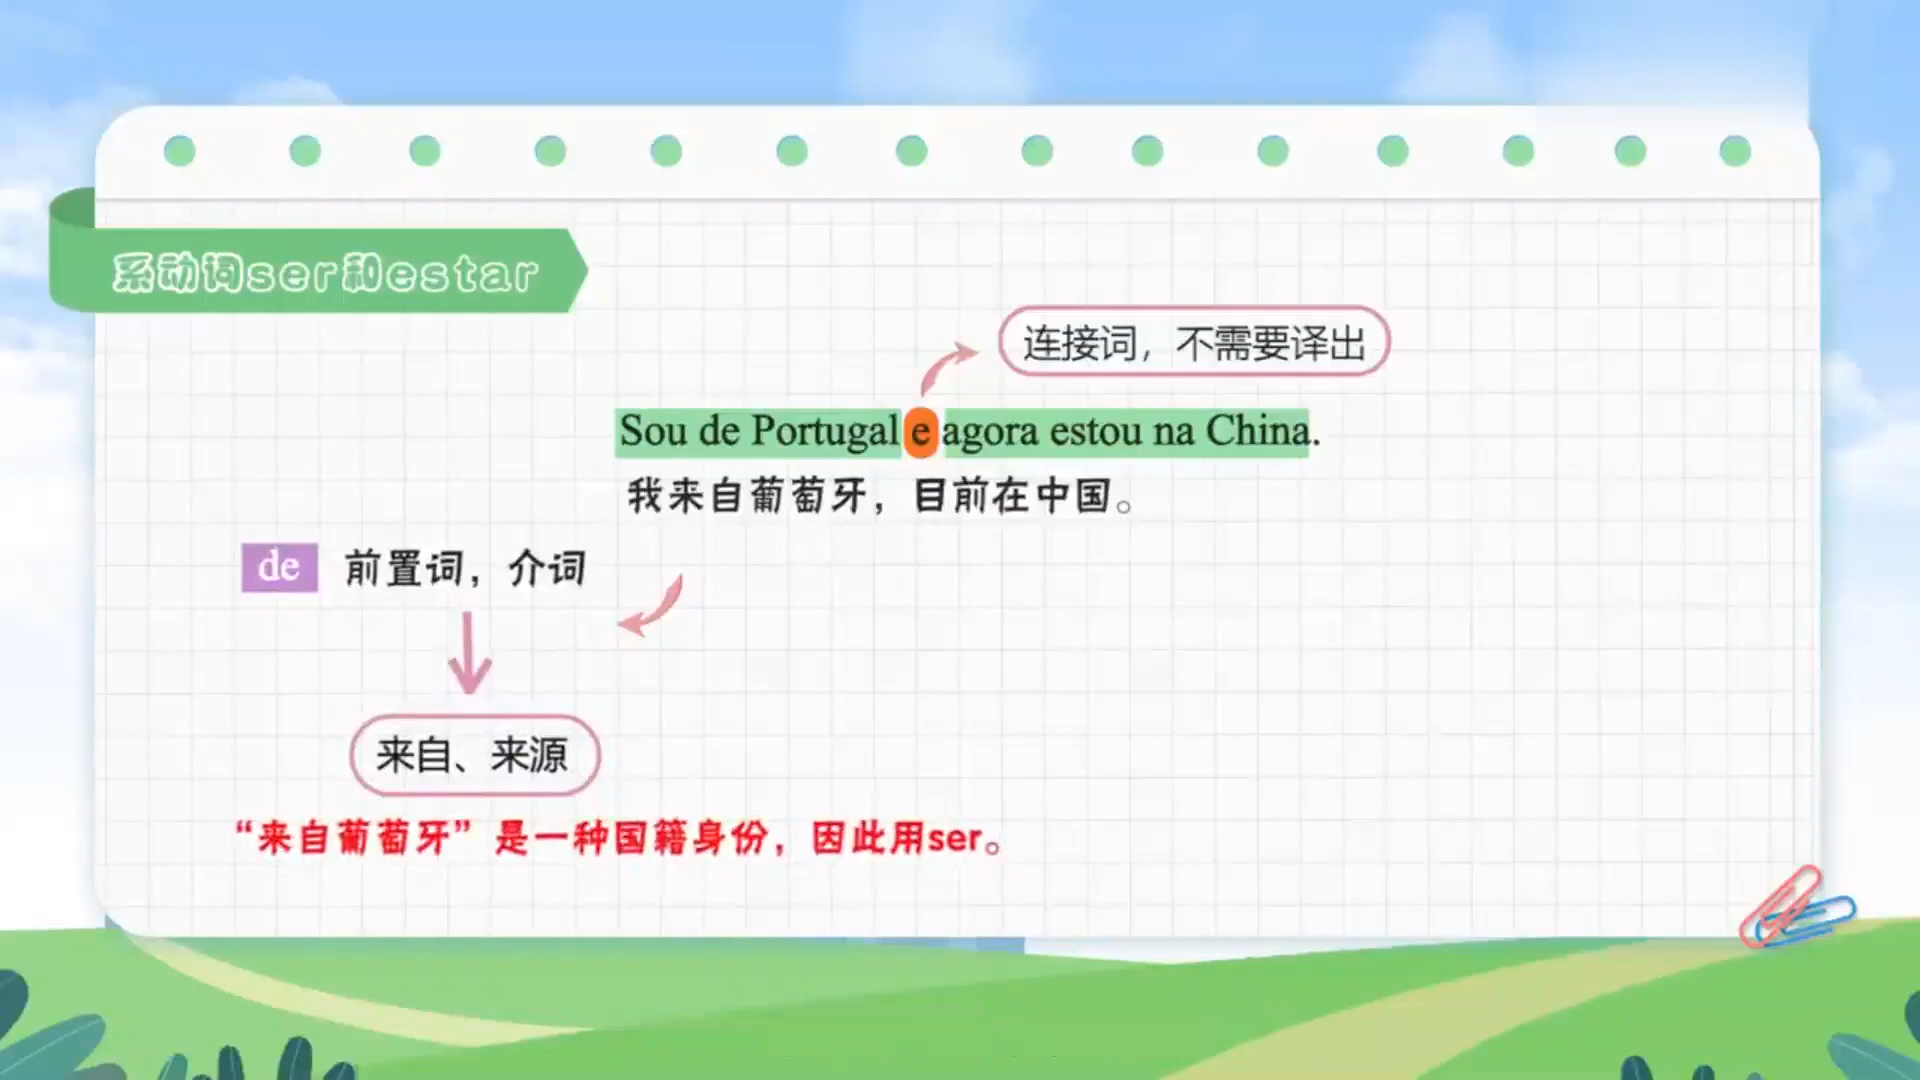 系动词ser和estar
连接词，不需要译出
Sou de Portugal e agora estou na China.
我来自葡萄牙，目前在中国。
de 前置词，介词
来自、来源
“来自葡萄牙”是一种国籍身份，因此用ser。